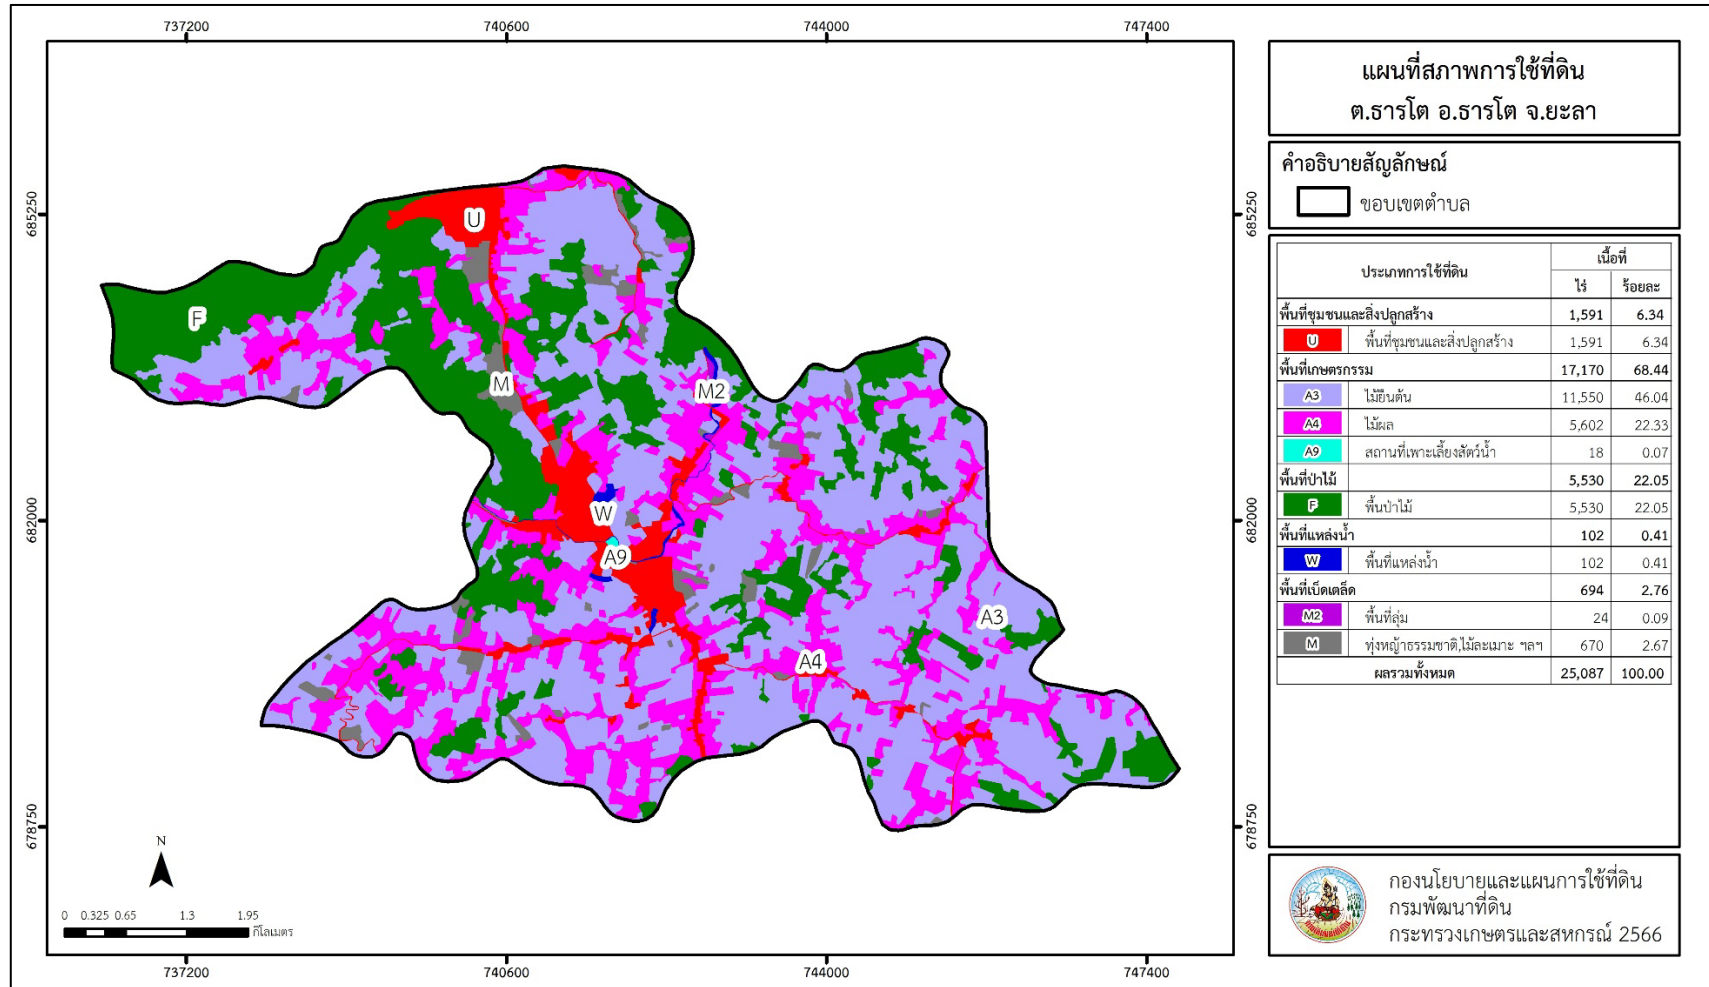 737200 740600 744000 747400
แผนที่สภาพการใช้ที่ดิน
ต.ธารโต อ.ธารโต จ.ยะลา
คำอธิบายสัญลักษณ์
ขอบเขตตำบล
ประเภทการใช้ที่ดิน เนื้อที่
ไร่ ร้อยละ
พื้นที่ชุมชนและสิ่งปลูกสร้าง 1,591 6.34
U พื้นที่ชุมชนและสิ่งปลูกสร้าง 1,591 6.34
พื้นที่เกษตรกรรม 17,170 68.44
A3 ไม้ยืนต้น 11,550 46.04
A4 ไม้ผล 5,602 22.33
A9 สถานที่เพาะเลี้ยงสัตว์น้ำ 18 0.07
พื้นที่ป่าไม้ 5,530 22.05
F พื้นป่าไม้ 5,530 22.05
พื้นที่แหล่งน้ำ 102 0.41
W พื้นที่แหล่งน้ำ 102 0.41
พื้นที่เบ็ดเตล็ด 694 2.76
M2 พื้นที่ลุ่ม 24 0.09
M ทุ่งหญ้าธรรมชาติ,ไม้ละเมาะ ฯลฯ 670 2.67
ผลรวมทั้งหมด 25,087 100.00
685250 685250
682000 682000
678750 678750
U
F
M
M2
W
A9
A3
A4
N
0 0.325 0.65 1.3 1.95
กิโลเมตร
737200 740600 744000 747400
กองนโยบายและแผนการใช้ที่ดิน
กรมพัฒนาที่ดิน
กระทรวงเกษตรและสหกรณ์ 2566